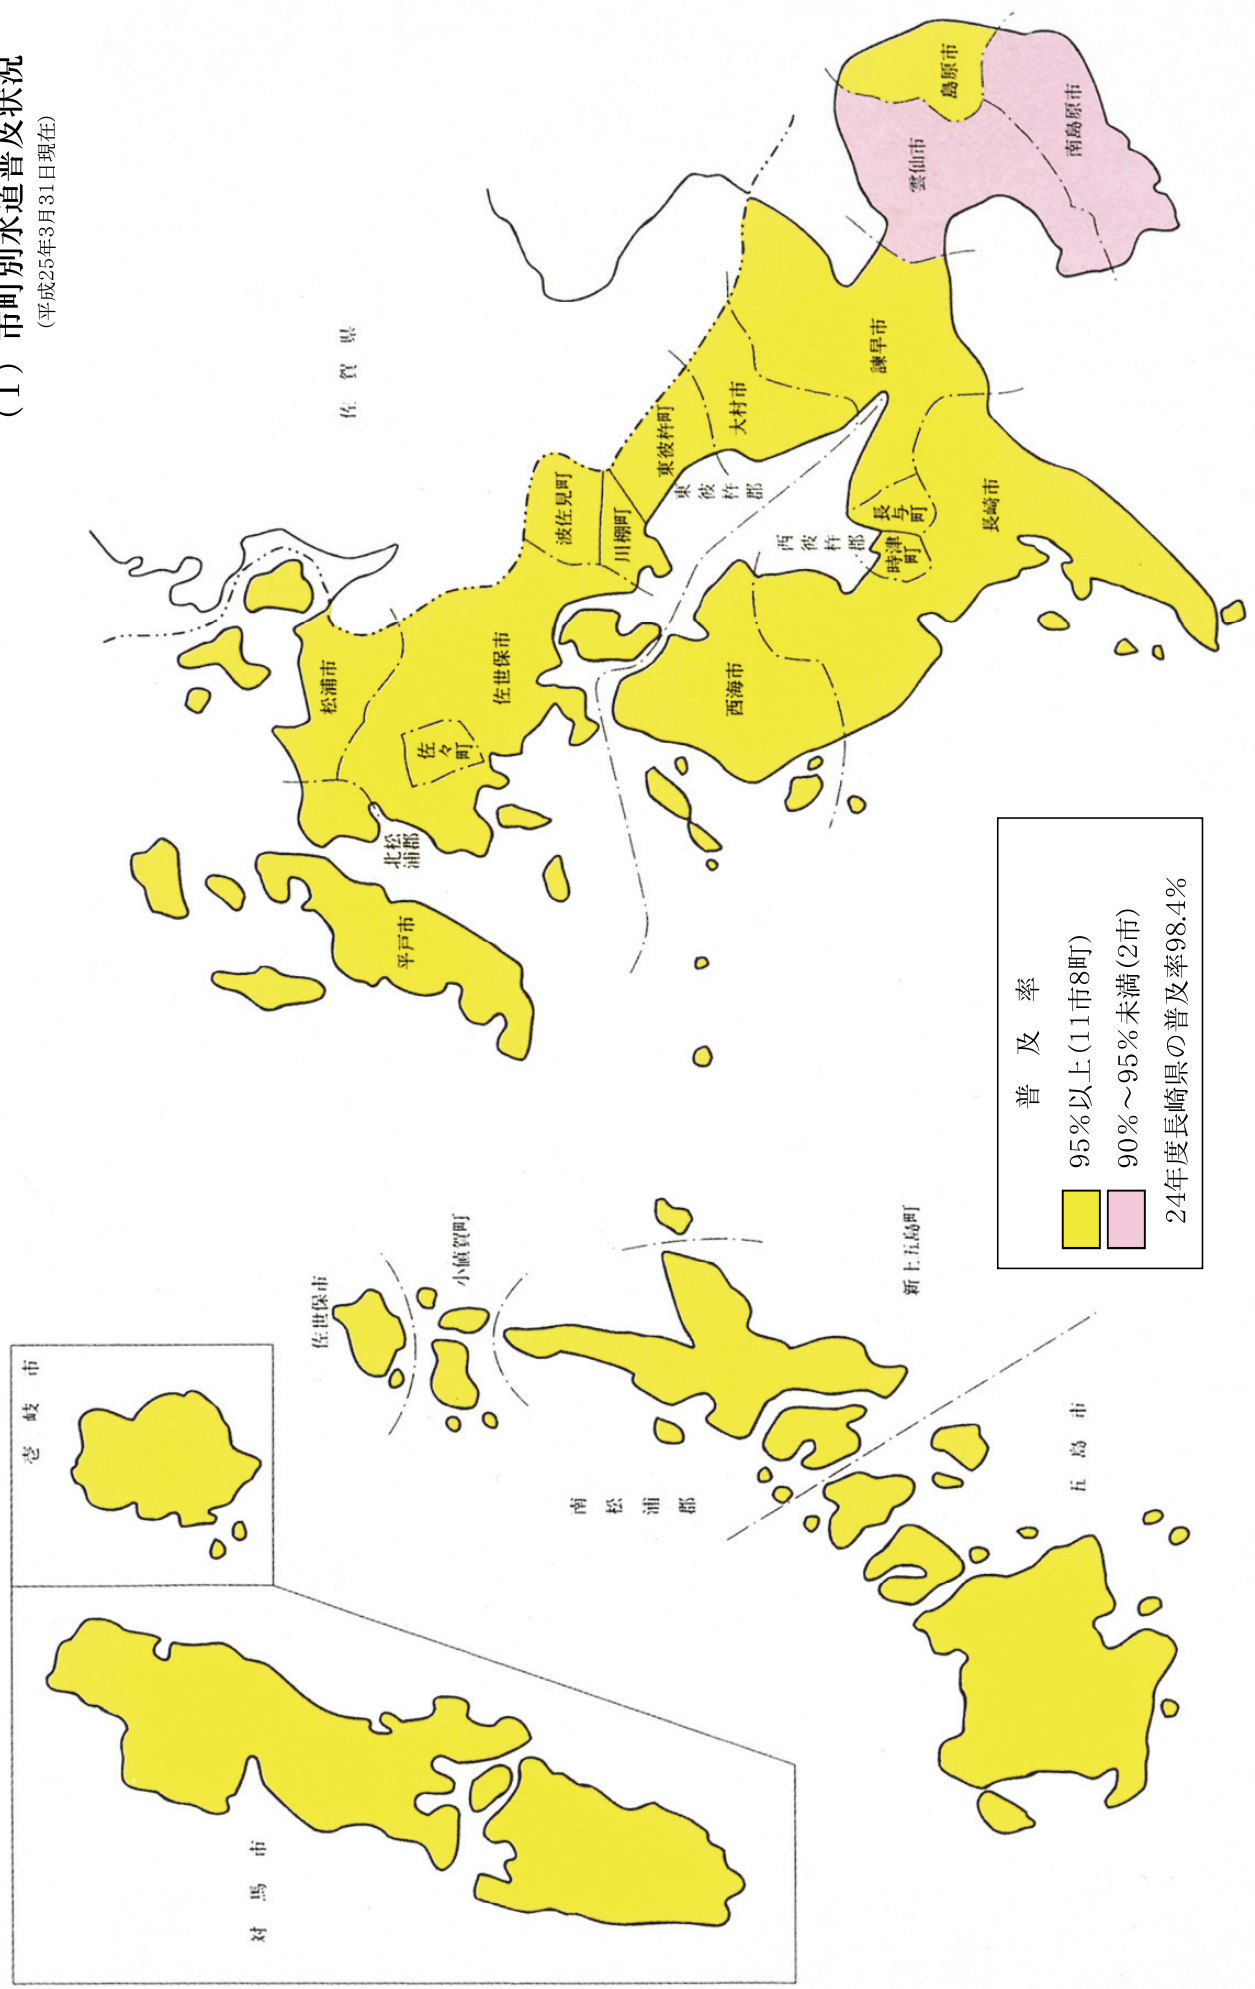 (1) 市町別水道普及状況
(平成25年3月31日現在)
壱岐市
対馬市
佐世保市
小値賀町
南松浦郡
新上五島町
五島市
佐賀県
平戸市
北松浦郡
松浦市
佐々町
佐世保市
波佐見町
川棚町
東彼杵町
東彼杵郡
大村市
西海市
西彼杵郡
時津町
長与町
長崎市
諫早市
雲仙市
島原市
南島原市
普及率
95%以上(11市8町)
90%〜95%未満(2市)
24年度長崎県の普及率98.4%